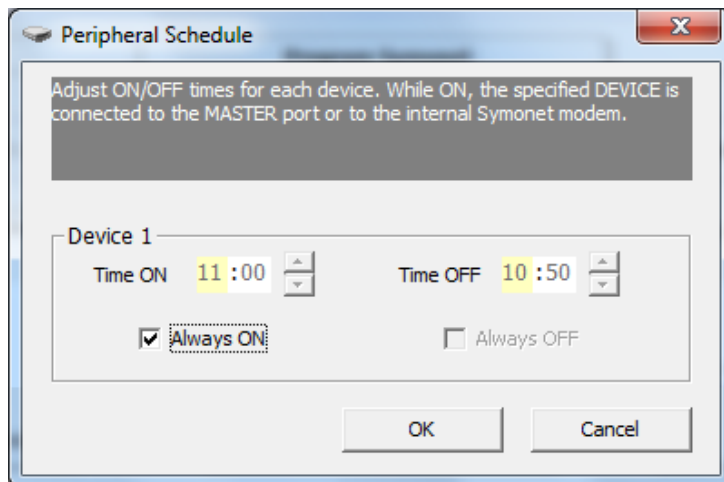 Peripheral Schedule
Adjust ON/OFF times for each device. While ON, the specified DEVICE is
connected to the MASTER port or to the internal Symonet modem.
Device 1
Time ON 11:00 Time OFF 10:50
Always ON Always OFF
OK Cancel